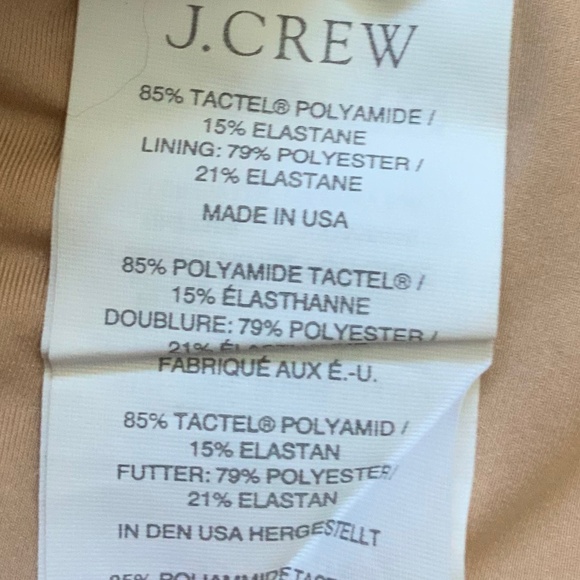 J.CREW
85% TACTEL® POLYAMIDE /
15% ELASTANE
LINING: 79% POLYESTER /
21% ELASTANE
MADE IN USA
85% POLYAMIDE TACTEL® /
15% ÉLASTHANNE
DOUBLURE: 79% POLYESTER /
21%
FABRIQUÉ AUX É.-U.
85% TACTEL® POLYAMID /
15% ELASTAN
FUTTER: 79% POLYESTER/
21% ELASTAN
IN DEN USA HERGESTELLT